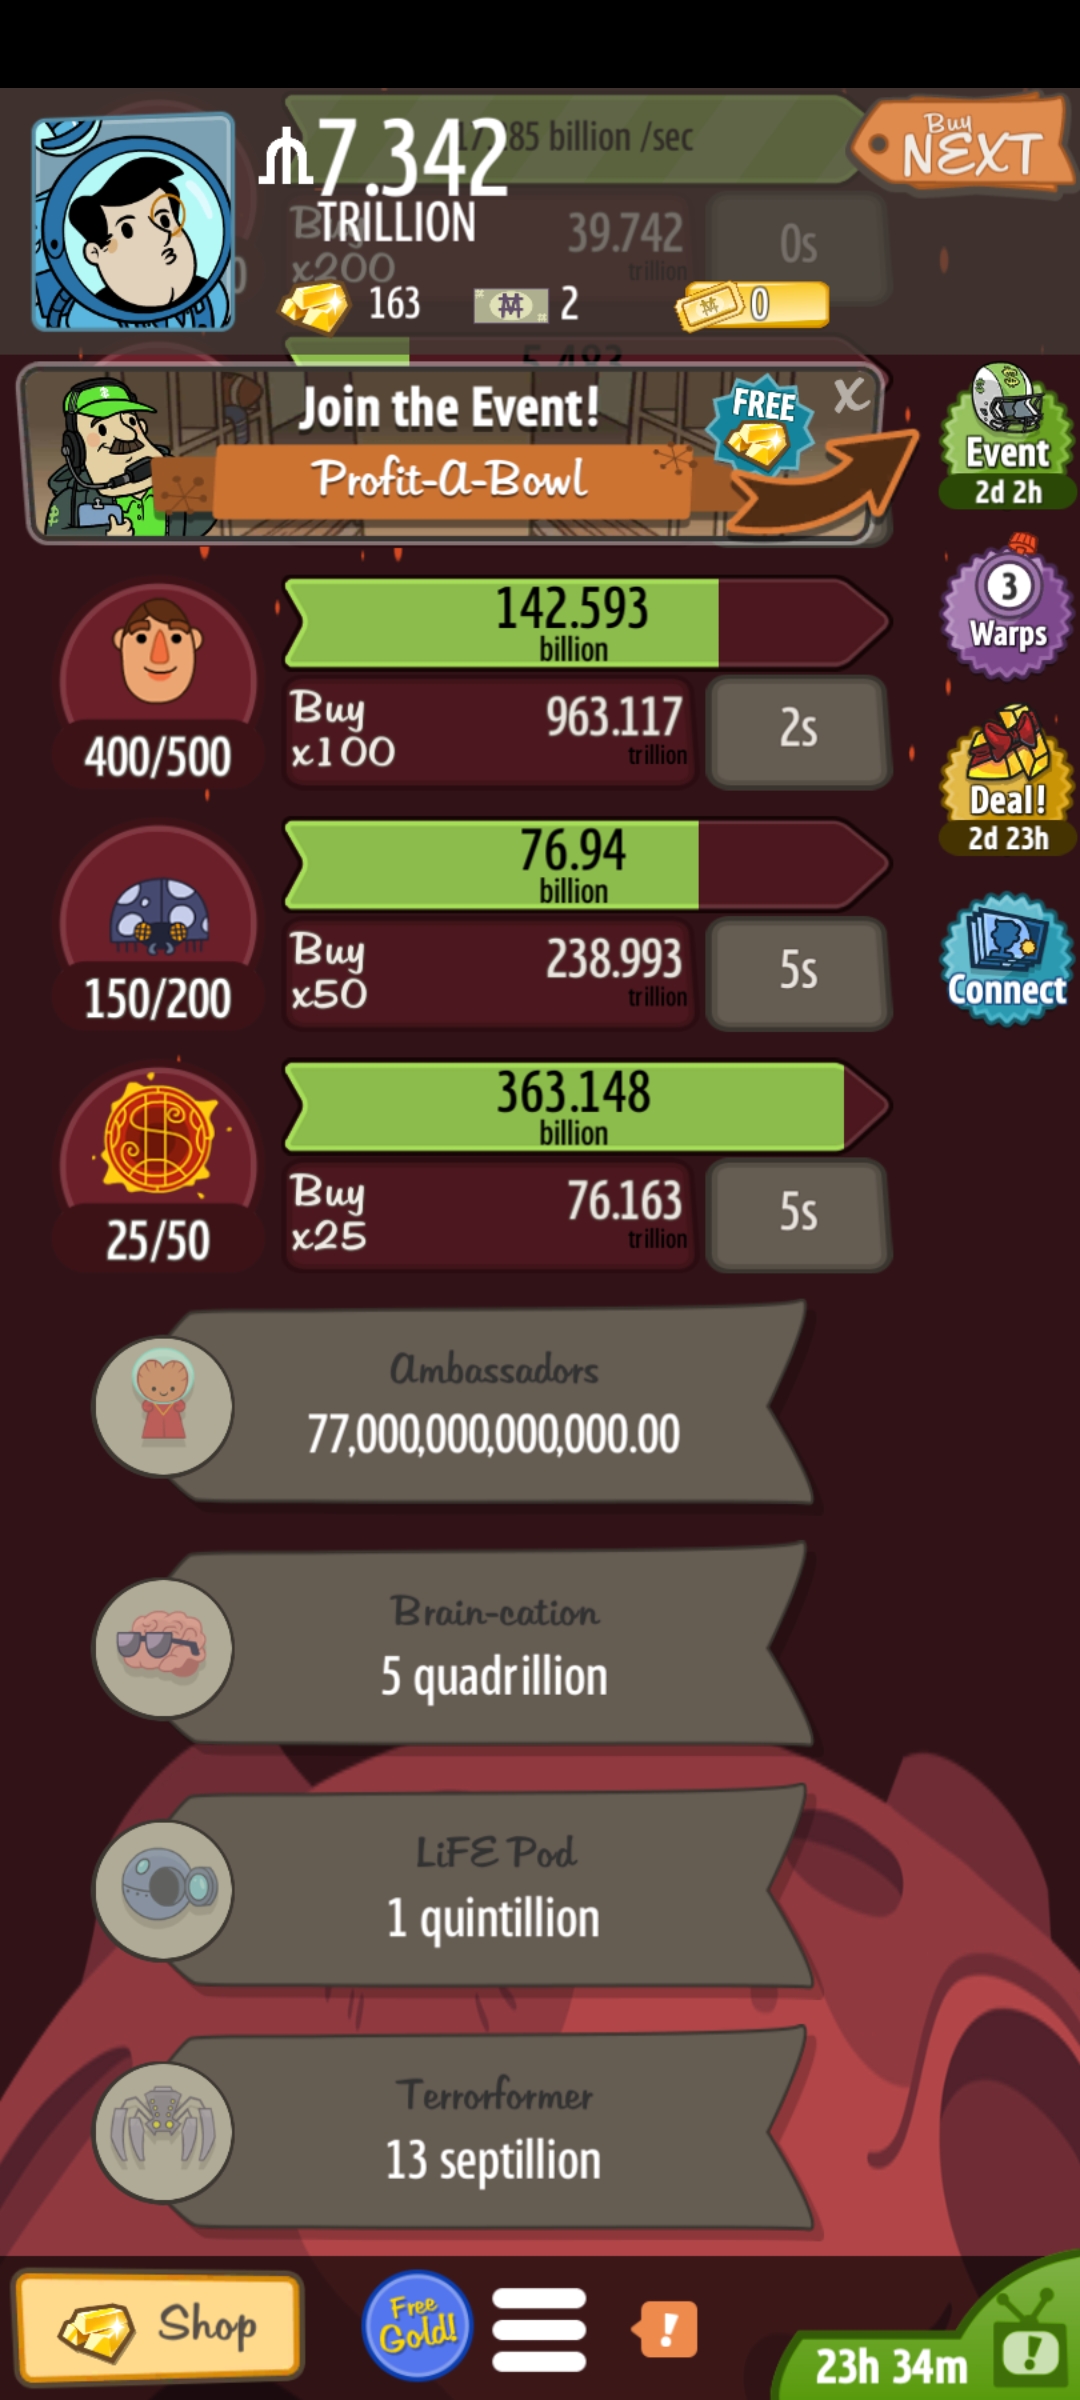 7.342
TRILLION
85 billion /sec
Buy
NEXT
x200
39.742
trillion
0s
163
2
0
5.483
Join the Event!
FREE
X
Profit-A-Bowl
Event
2d 2h
142.593
billion
400/500
Buy
x100
963.117
trillion
2s
3
Warps
Deal!
2d 23h
76.94
billion
150/200
Buy
x50
238.993
trillion
5s
Connect
363.148
billion
25/50
Buy
x25
76.163
trillion
5s
Ambassadors
77,000,000,000,000.00
Brain-cation
5 quadrillion
LiFE Pod
1 quintillion
Terrorformer
13 septillion
Shop
Free
Gold!
!
23h 34m
!